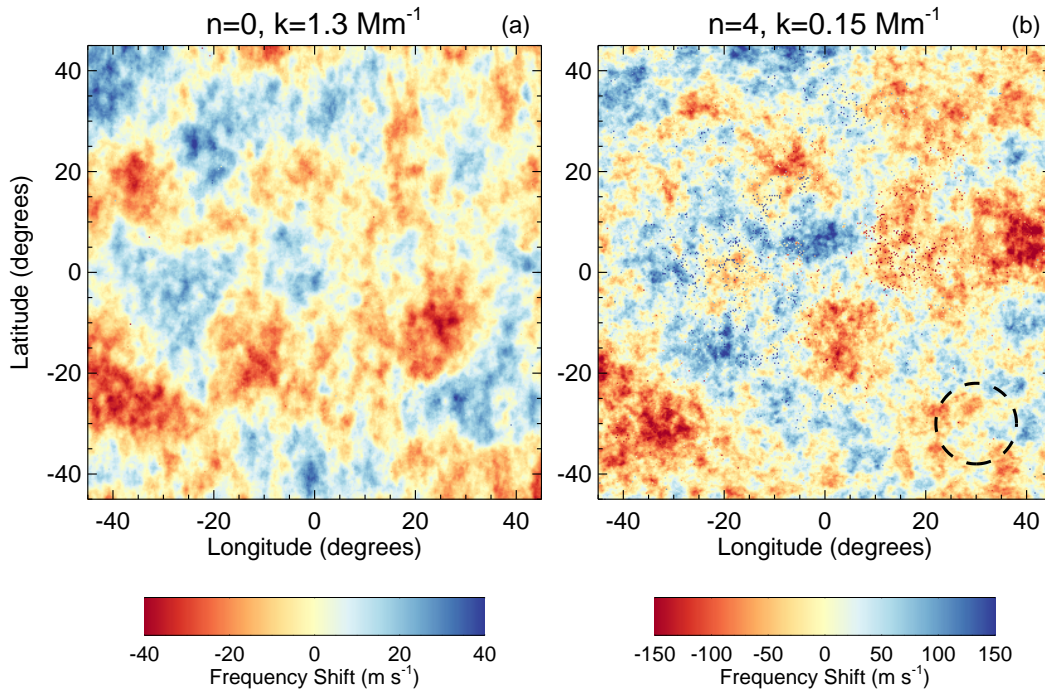 n=0, k=1.3 Mm⁻¹ (a)
n=4, k=0.15 Mm⁻¹ (b)
Latitude (degrees)
40
20
0
-20
-40
-40 -20 0 20 40
Longitude (degrees)
40
20
0
-20
-40
-40 -20 0 20 40
Longitude (degrees)
-40 -20 0 20 40
Frequency Shift (m s⁻¹)
-150 -100 -50 0 50 100 150
Frequency Shift (m s⁻¹)